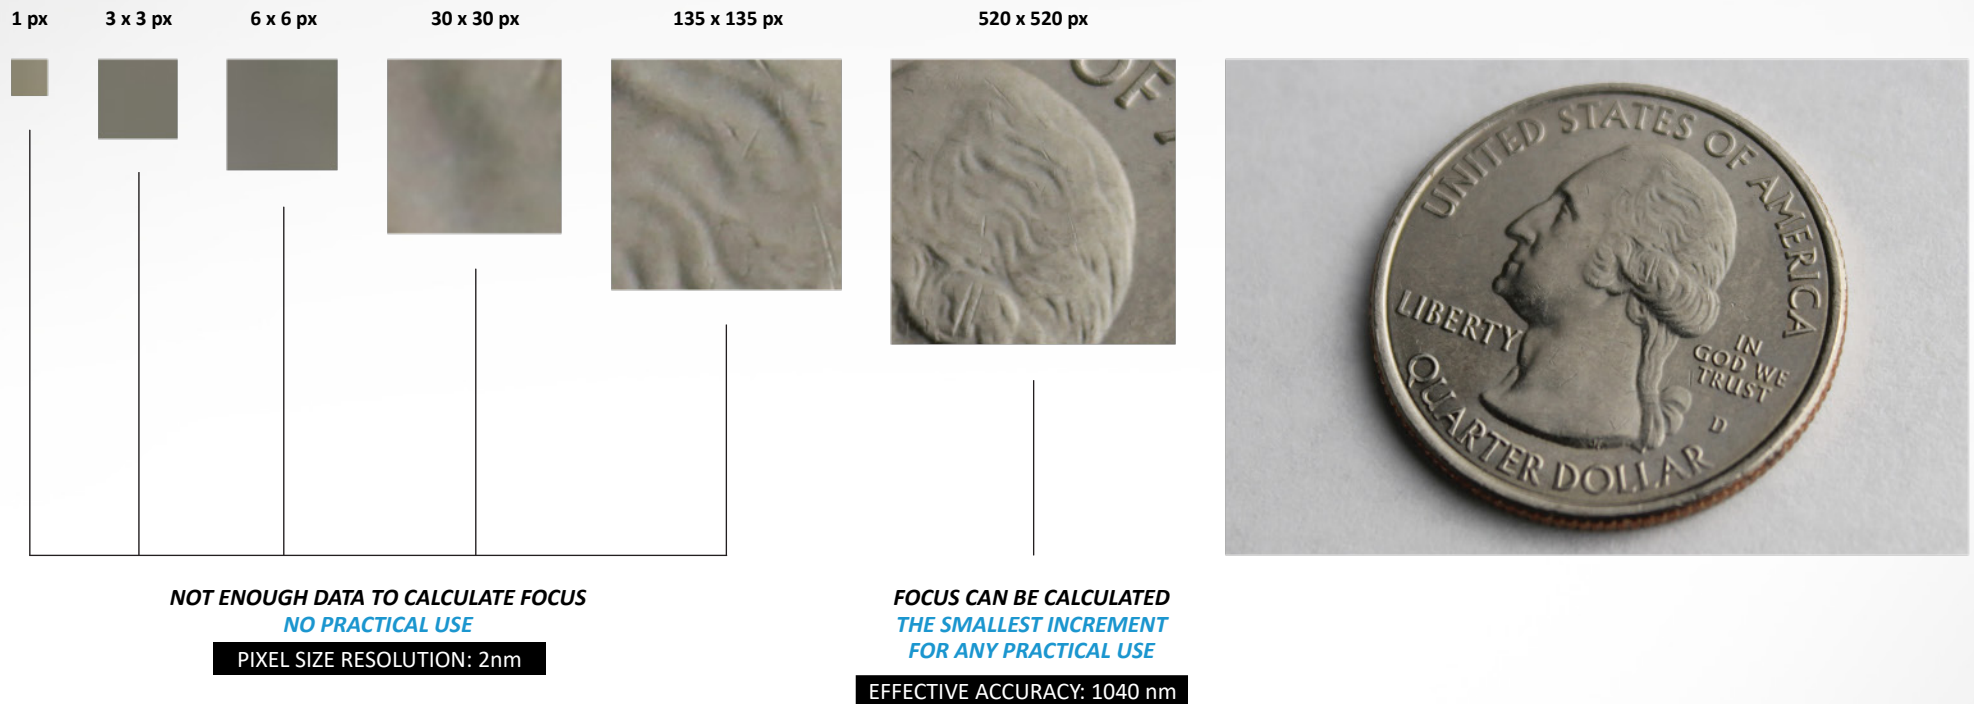 1 px
3 x 3 px
6 x 6 px
30 x 30 px
135 x 135 px
520 x 520 px
OF
UNITED STATES OF AMERICA
LIBERTY
IN
GOD WE
TRUST
D
QUARTER DOLLAR
NOT ENOUGH DATA TO CALCULATE FOCUS
NO PRACTICAL USE
PIXEL SIZE RESOLUTION: 2nm
FOCUS CAN BE CALCULATED
THE SMALLEST INCREMENT
FOR ANY PRACTICAL USE
EFFECTIVE ACCURACY: 1040 nm